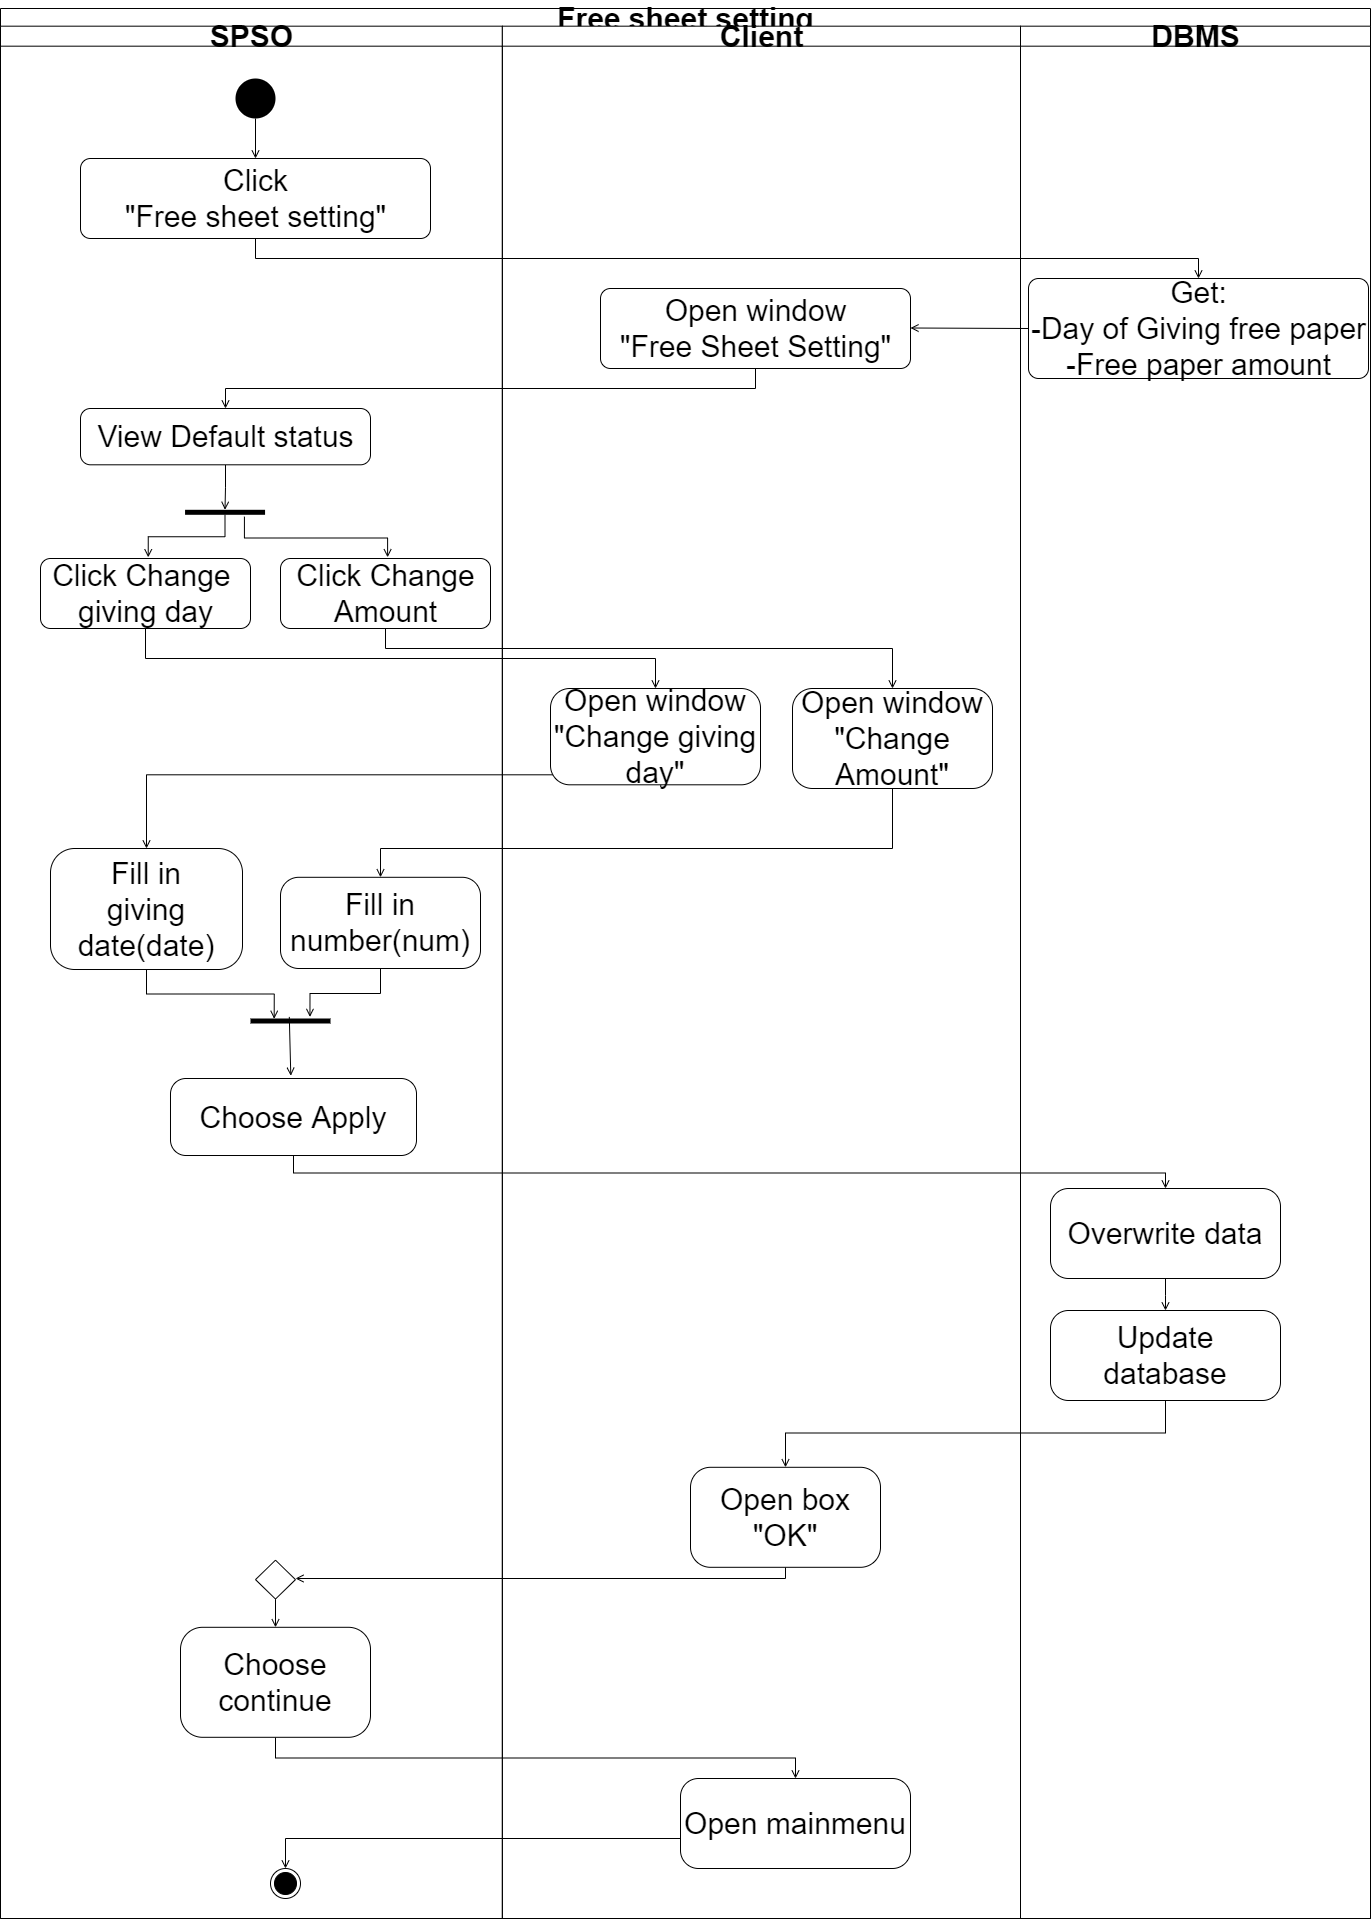 Free sheet setting
SPSO
Client
DBMS
Click
"Free sheet setting"
Get:
-Day of Giving free paper
-Free paper amount
Open window
"Free Sheet Setting"
View Default status
Click Change
giving day
Click Change
Amount
Open window
"Change giving
day"
Open window
"Change
Amount"
Fill in
giving
date(date)
Fill in
number(num)
Choose Apply
Overwrite data
Update
database
Open box
"OK"
Choose
continue
Open mainmenu